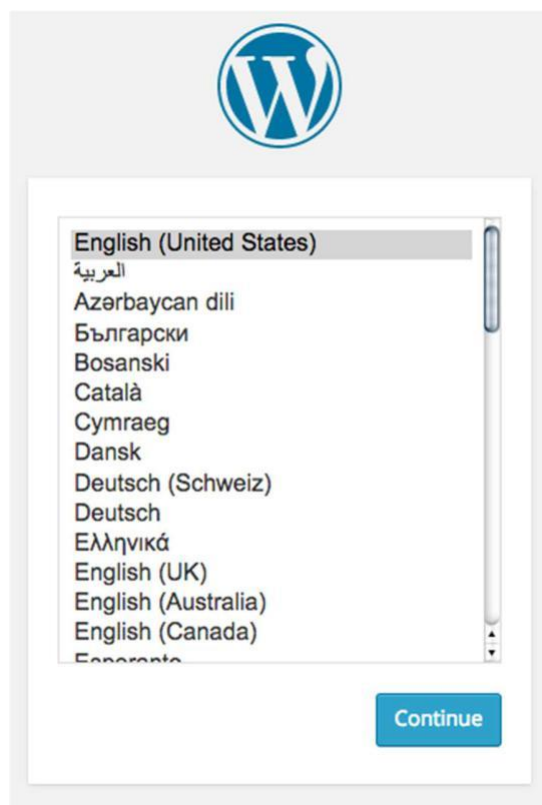 English (United States)
العربية
Azərbaycan dili
Български
Bosanski
Català
Cymraeg
Dansk
Deutsch (Schweiz)
Deutsch
Ελληνικά
English (UK)
English (Australia)
English (Canada)
Esperanto
Continue